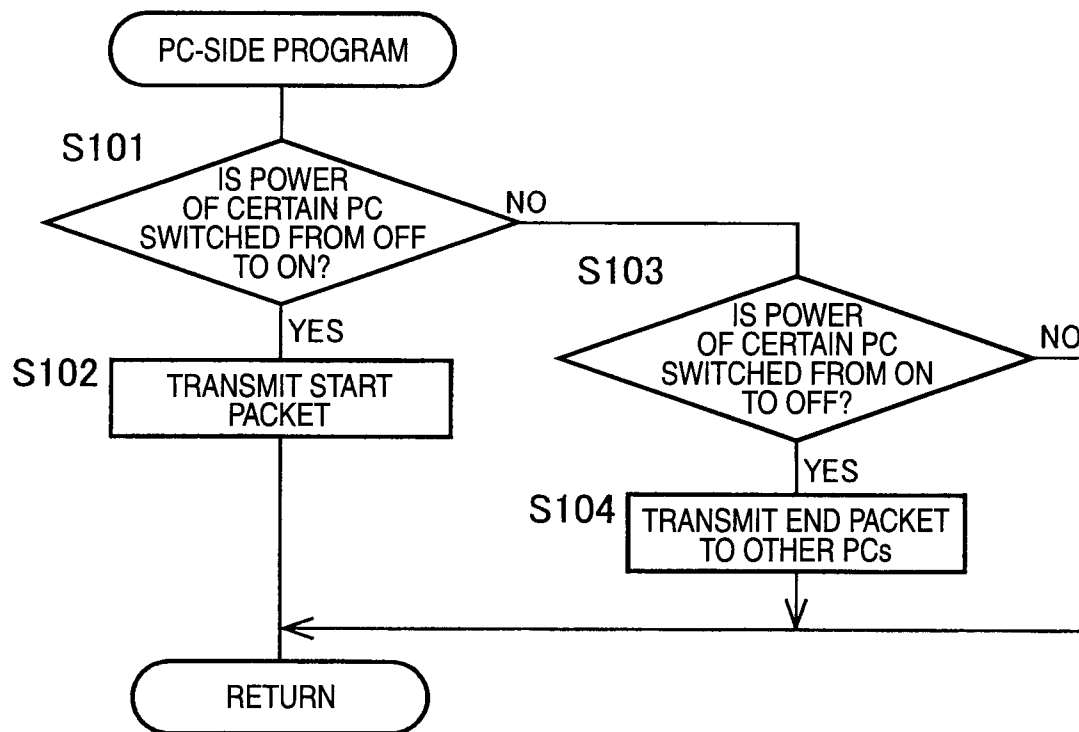 PC-SIDE PROGRAM
S101
IS POWER
OF CERTAIN PC
SWITCHED FROM OFF
TO ON?
NO
YES
S102
TRANSMIT START
PACKET
S103
IS POWER
OF CERTAIN PC
SWITCHED FROM ON
TO OFF?
NO
YES
S104
TRANSMIT END PACKET
TO OTHER PCs
RETURN